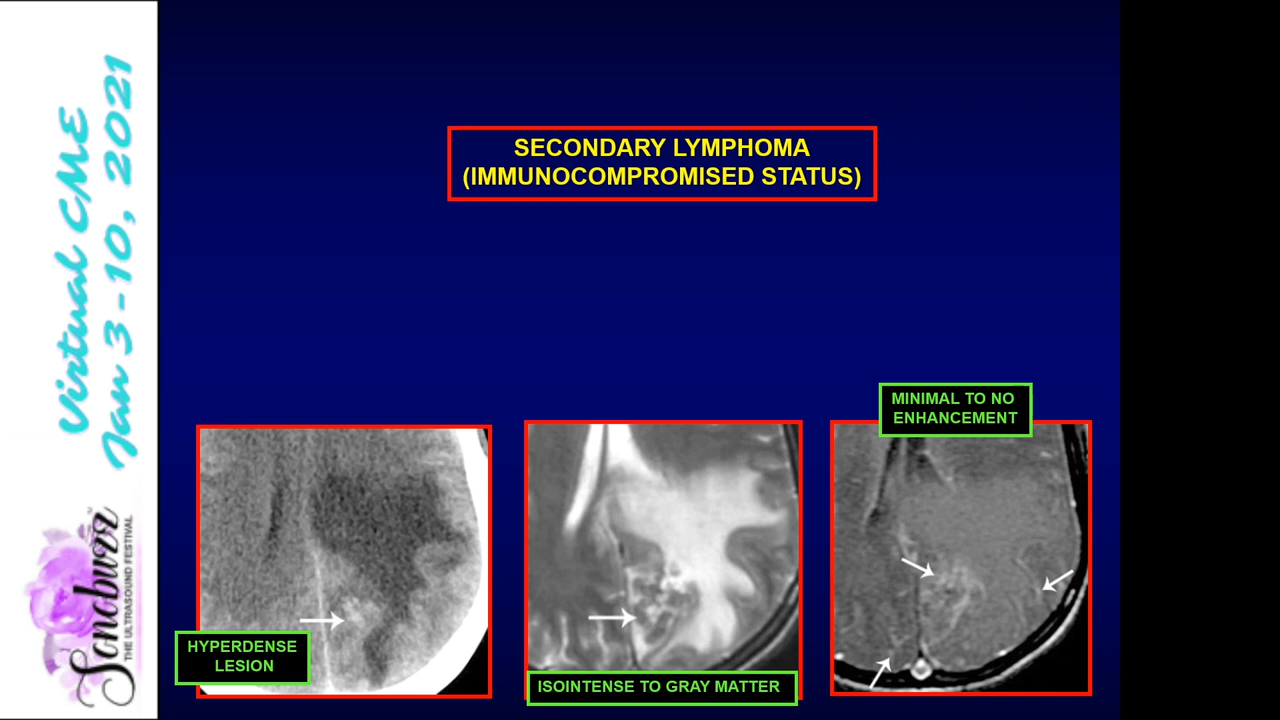 Virtual CME
Jan 3-10, 2021
Sonobuzz
THE ULTRASOUND FESTIVAL
SECONDARY LYMPHOMA
(IMMUNOCOMPROMISED STATUS)
MINIMAL TO NO
ENHANCEMENT
HYPERDENSE
LESION
ISOINTENSE TO GRAY MATTER